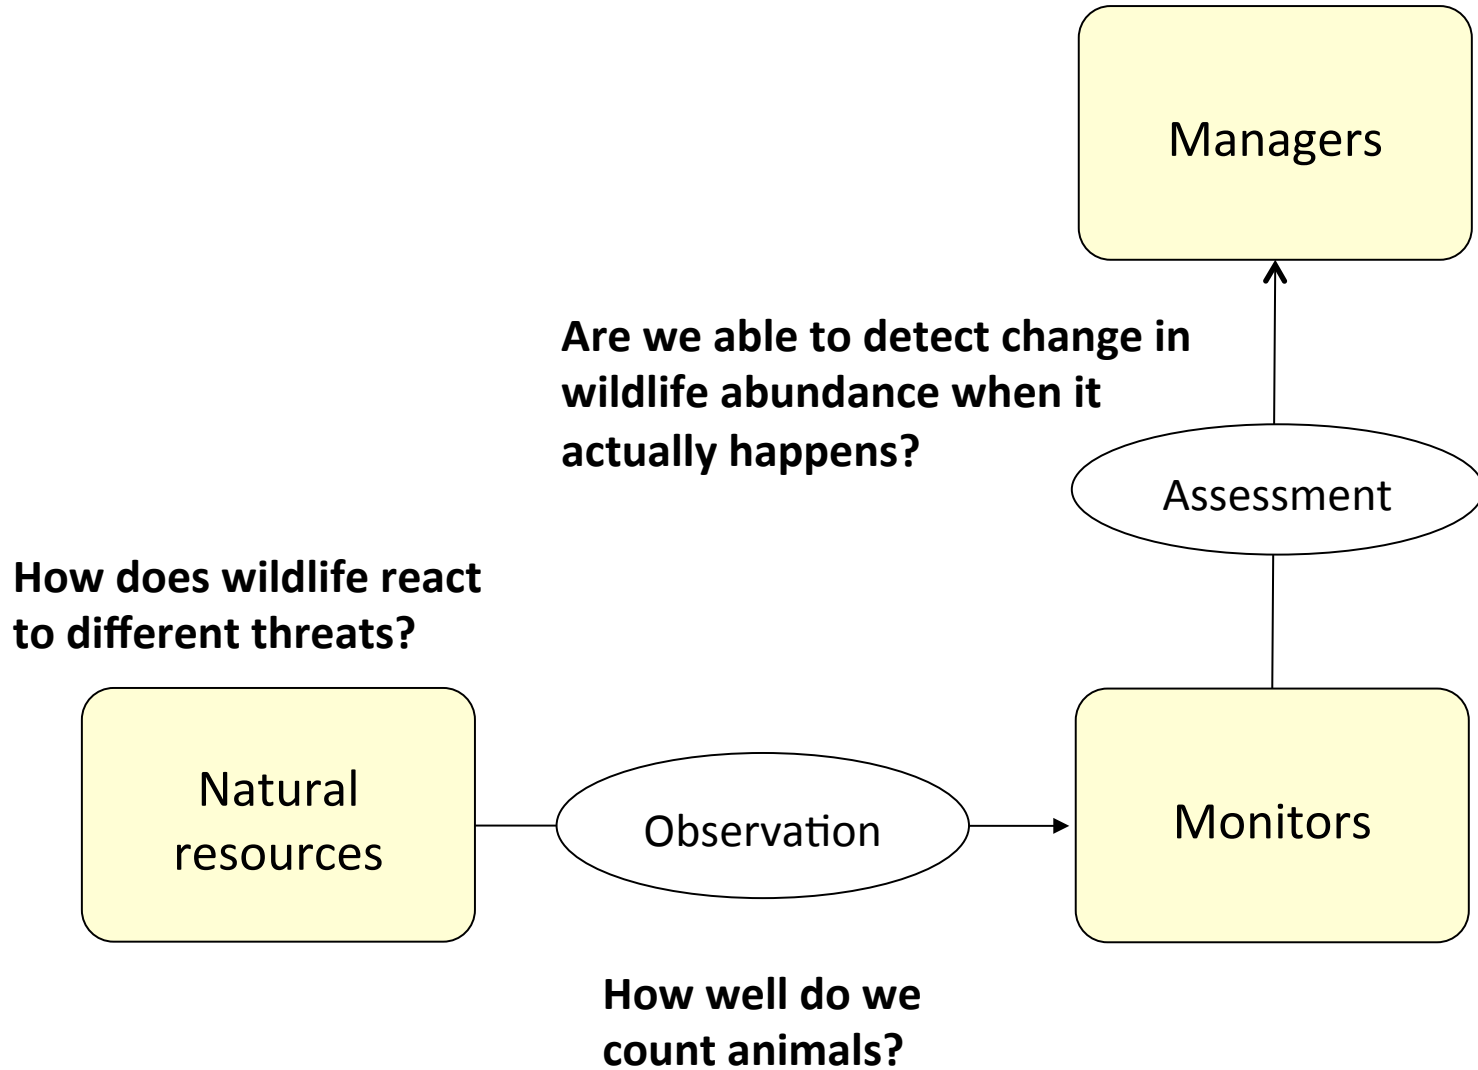 Managers
Are we able to detect change in
wildlife abundance when it
actually happens?
Assessment
How does wildlife react
to different threats?
Natural
resources
Observation
Monitors
How well do we
count animals?